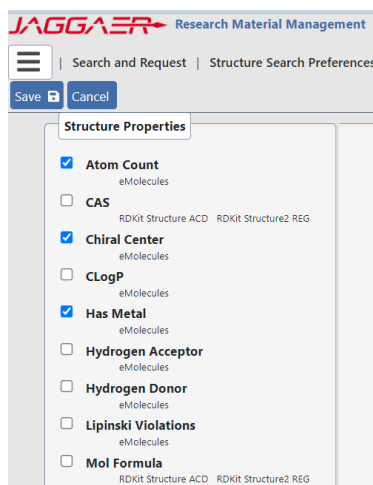 JAGGAER Research Material Management
| Search and Request | Structure Search Preferences
Save Cancel
Structure Properties
Atom Count
eMolecules
CAS
RDKit Structure ACD RDKit Structure2 REG
Chiral Center
eMolecules
CLogP
eMolecules
Has Metal
eMolecules
Hydrogen Acceptor
eMolecules
Hydrogen Donor
eMolecules
Lipinski Violations
eMolecules
Mol Formula
RDKit Structure ACD RDKit Structure2 REG